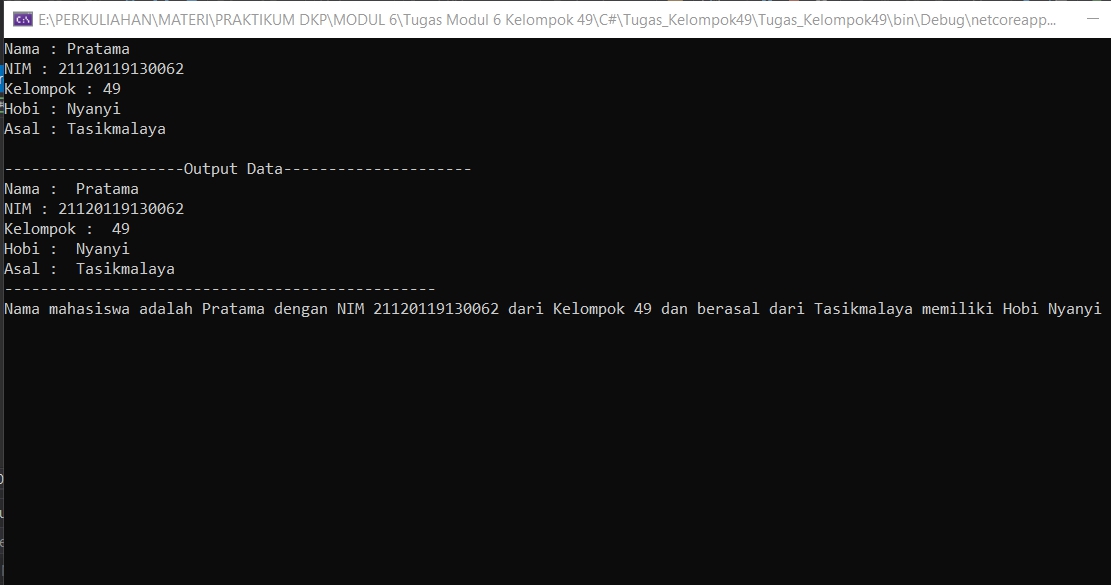 E:\PERKULIAHAN\MATERI\PRAKTIKUM DKP\MODUL 6\Tugas Modul 6 Kelompok 49\C#\Tugas_Kelompok49\Tugas_Kelompok49\bin\Debug\netcoreapp...
Nama : Pratama
NIM : 21120119130062
Kelompok : 49
Hobi : Nyanyi
Asal : Tasikmalaya
--------------------Output Data---------------------
Nama :  Pratama
NIM : 21120119130062
Kelompok :  49
Hobi :  Nyanyi
Asal :  Tasikmalaya
------------------------------------------------
Nama mahasiswa adalah Pratama dengan NIM 21120119130062 dari Kelompok 49 dan berasal dari Tasikmalaya memiliki Hobi Nyanyi